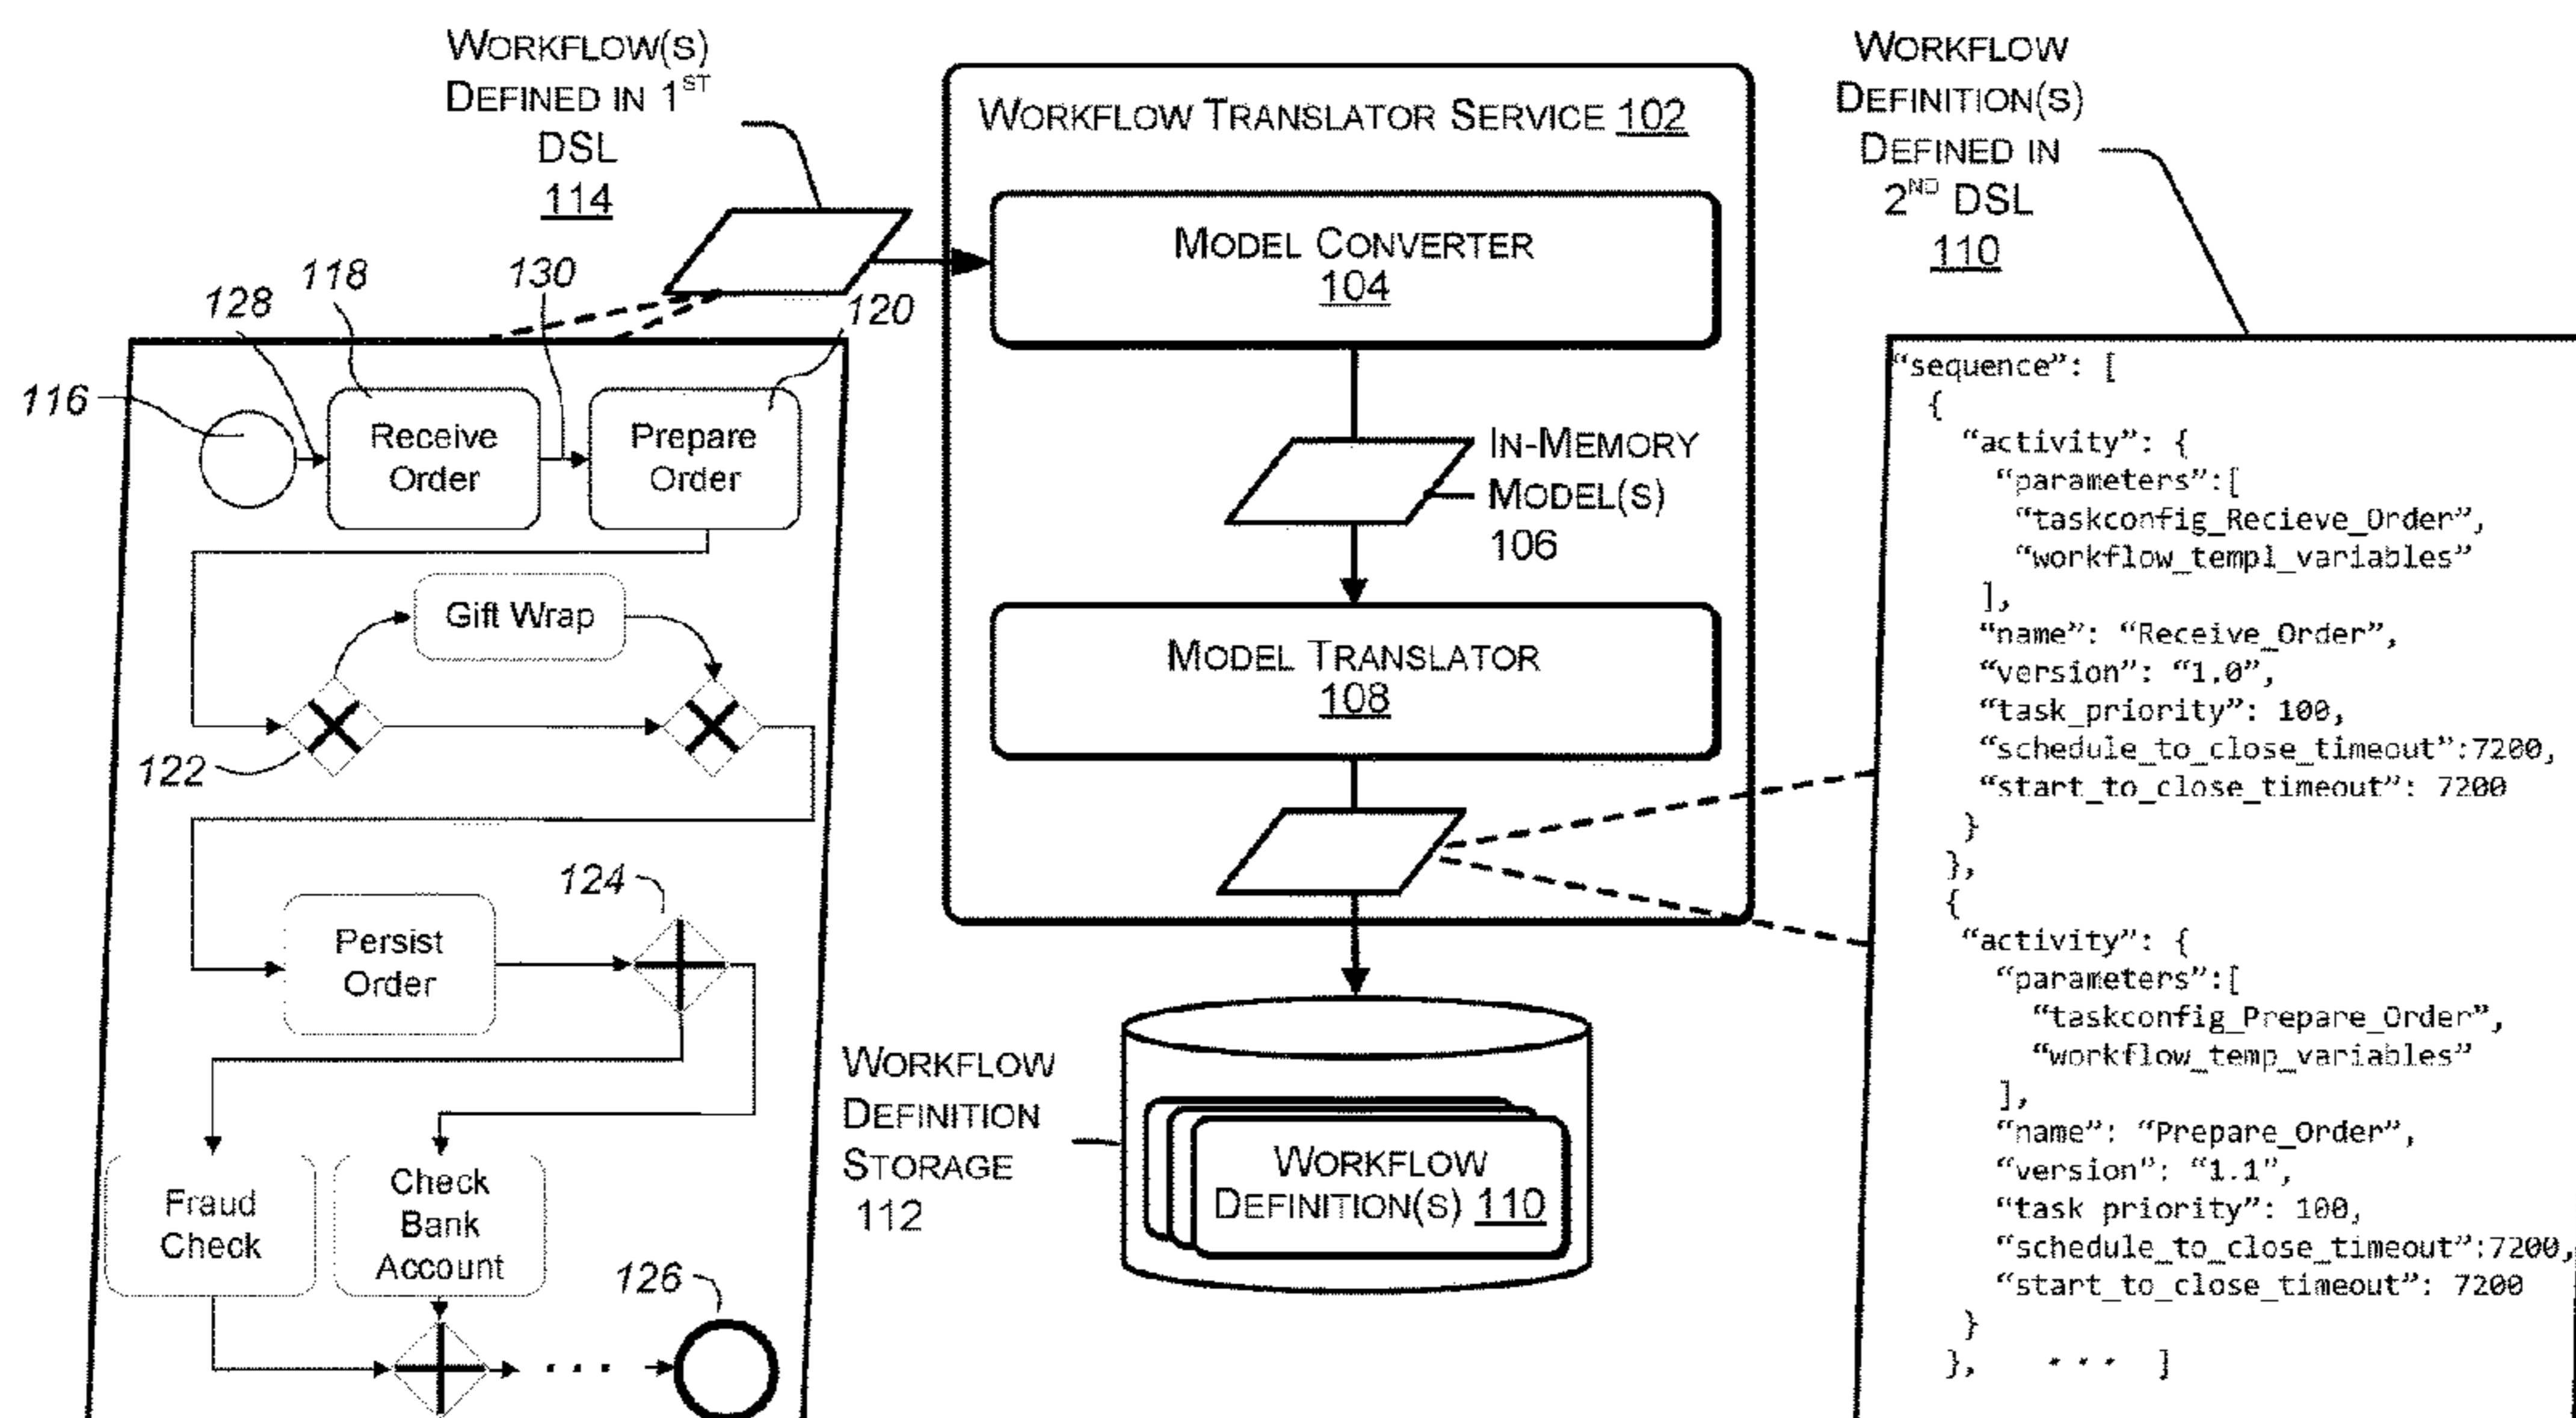 WORKFLOW(S)
DEFINED IN 1ST
DSL
114
118
130
128
120
116
Receive
Order
Prepare
Order
Gift Wrap
122
124
Persist
Order
Fraud
Check
Check
Bank
Account
126
. . .
WORKFLOW TRANSLATOR SERVICE 102
MODEL CONVERTER
104
IN-MEMORY
MODEL(S)
106
MODEL TRANSLATOR
108
WORKFLOW
DEFINITION
STORAGE
112
WORKFLOW
DEFINITION(S) 110
WORKFLOW
DEFINITION(S)
DEFINED IN
2ND DSL
110
“sequence”: [
{
“activity”: {
“parameters”:[
“taskconfig_Recieve_Order”,
“workflow_templ_variables”
],
“name”: “Receive_Order”,
“version”: “1.0”,
“task_priority”: 100,
“schedule_to_close_timeout”:7200,
“start_to_close_timeout”: 7200
}
},
{
“activity”: {
“parameters”:[
“taskconfig_Prepare_Order”,
“workflow_temp_variables”
],
“name”: “Prepare_Order”,
“version”: “1.1”,
“task priority”: 100,
“schedule_to_close_timeout”:7200,
“start_to_close_timeout”: 7200
}
}, . . . ]